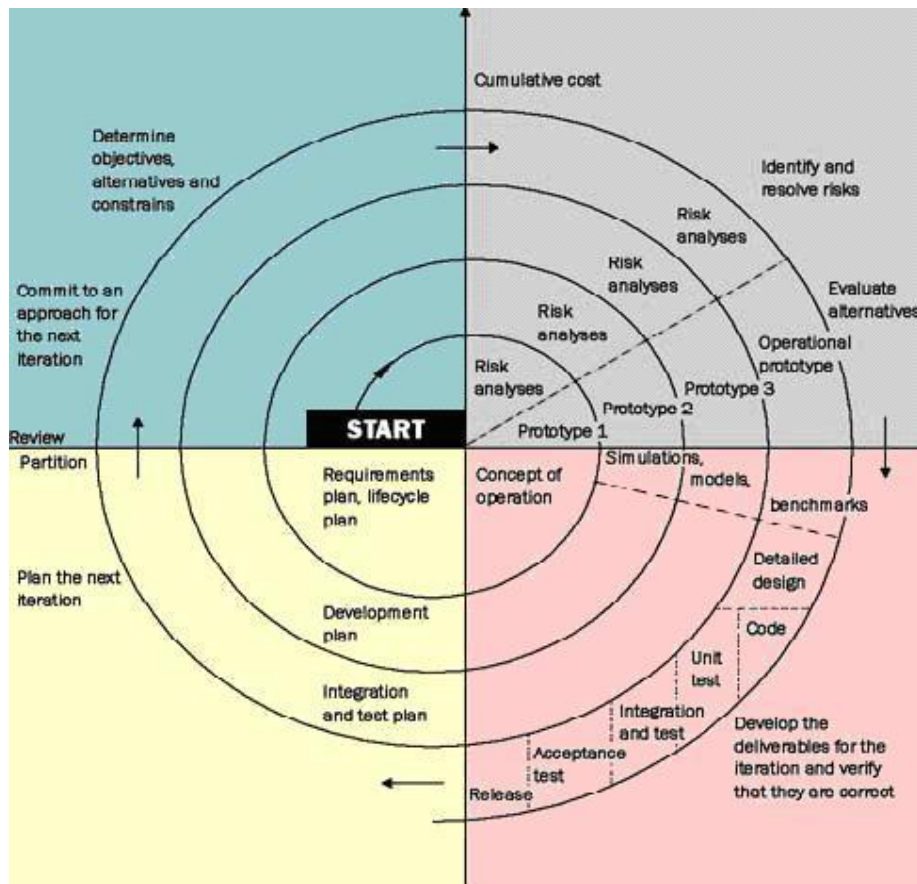 Cumulative cost
Determine
objectives,
alternatives and
constrains
Identify and
resolve risks
Risk
analyses
Risk
analyses
Risk
analyses
Risk
analyses
Commit to an
approach for
the next
iteration
Evaluate
alternatives
Operational
prototype
Prototype 3
Prototype 2
Prototype 1
START
Review
Partition
Requirements
plan, lifecycle
plan
Concept of
operation
Simulations,
models,
benchmarks
Plan the next
iteration
Development
plan
Integration
and test plan
Detailed
design
Code
Unit
test
Integration
and test
Acceptance
test
Release
Develop the
deliverables for the
iteration and verify
that they are correct